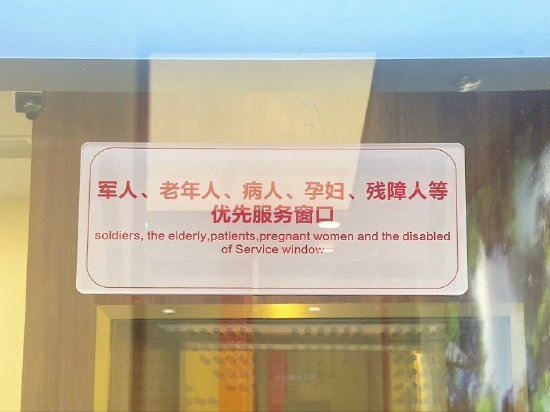 军人、老年人、病人、孕妇、残障人等
优先服务窗口
soldiers, the elderly,patients,pregnant women and the disabled
of Service window